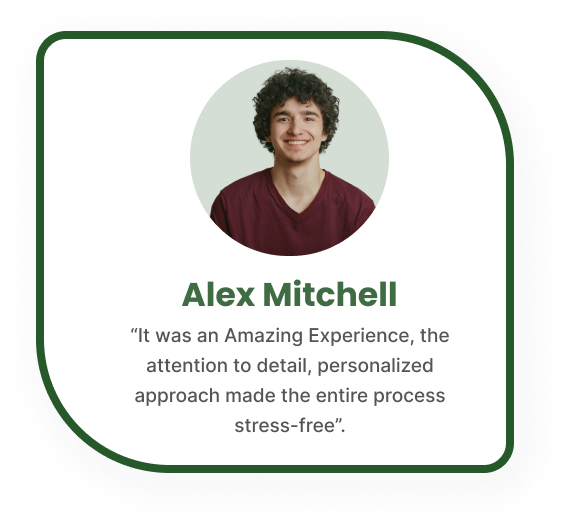 Alex Mitchell
“It was an Amazing Experience, the
attention to detail, personalized
approach made the entire process
stress-free”.